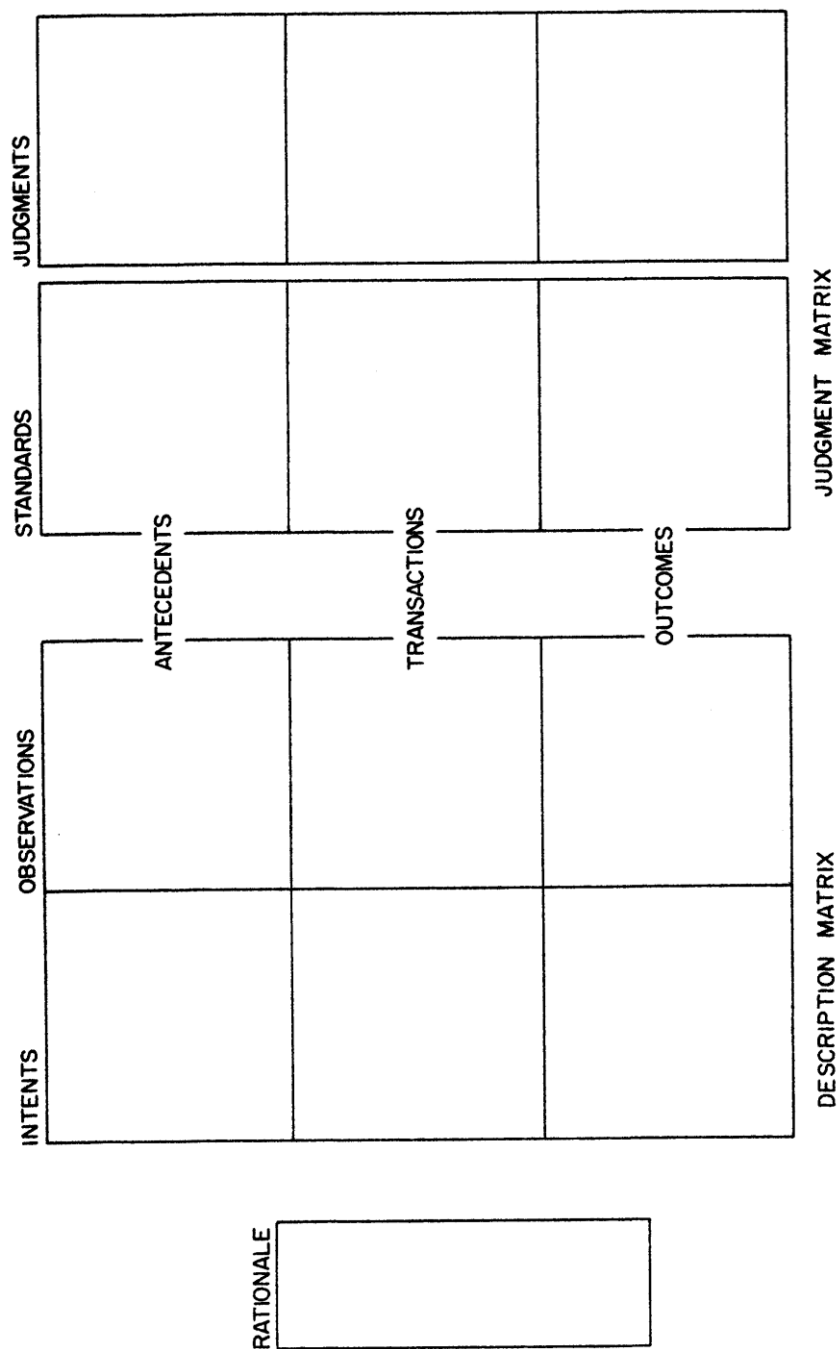 RATIONALE
INTENTS
OBSERVATIONS
STANDARDS
JUDGMENTS
ANTECEDENTS
TRANSACTIONS
OUTCOMES
DESCRIPTION MATRIX
JUDGMENT MATRIX